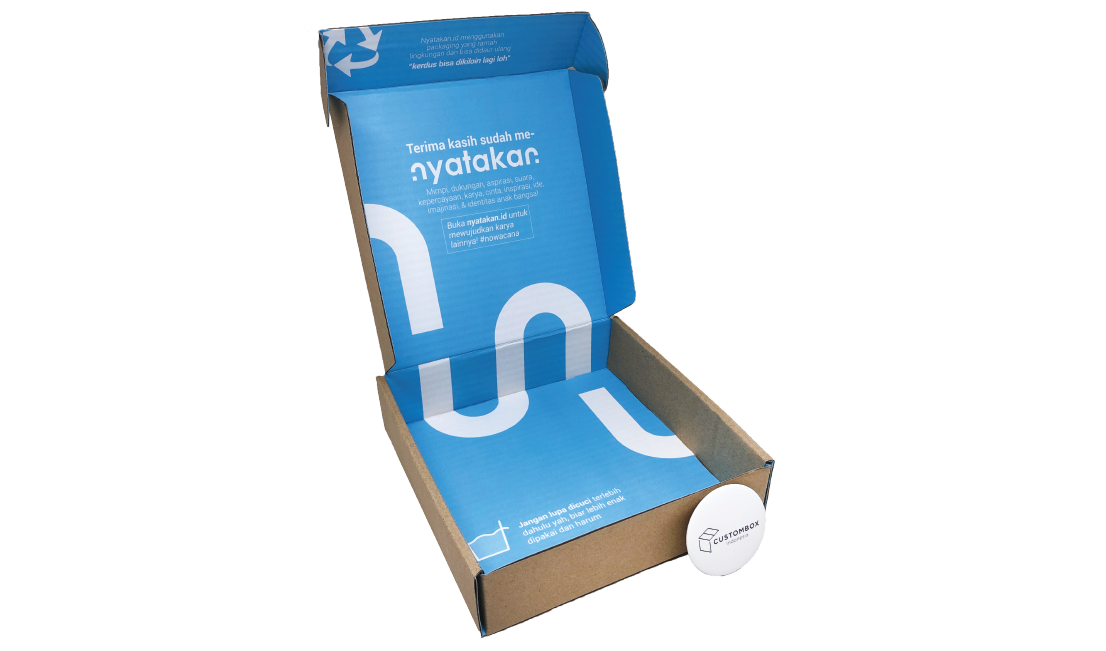 Nyatakan.id menggunakan
packaging yang ramah
lingkungan dan bisa didaur ulang
"kerdus bisa dikiloin lagi loh"
Terima kasih sudah me-
nyatakan
Mimpi, dukungan, aspirasi, suara,
kepercayaan, karya, cinta, inspirasi, ide,
imajinasi, & identitas anak bangsa!
Buka nyatakan.id untuk
mewujudkan karya
lainnya! #nowacana
Jangan lupa dicuci terlebih
dahulu yah, biar lebih enak
dipakai dan harum
CUSTOMBOX
indonesia